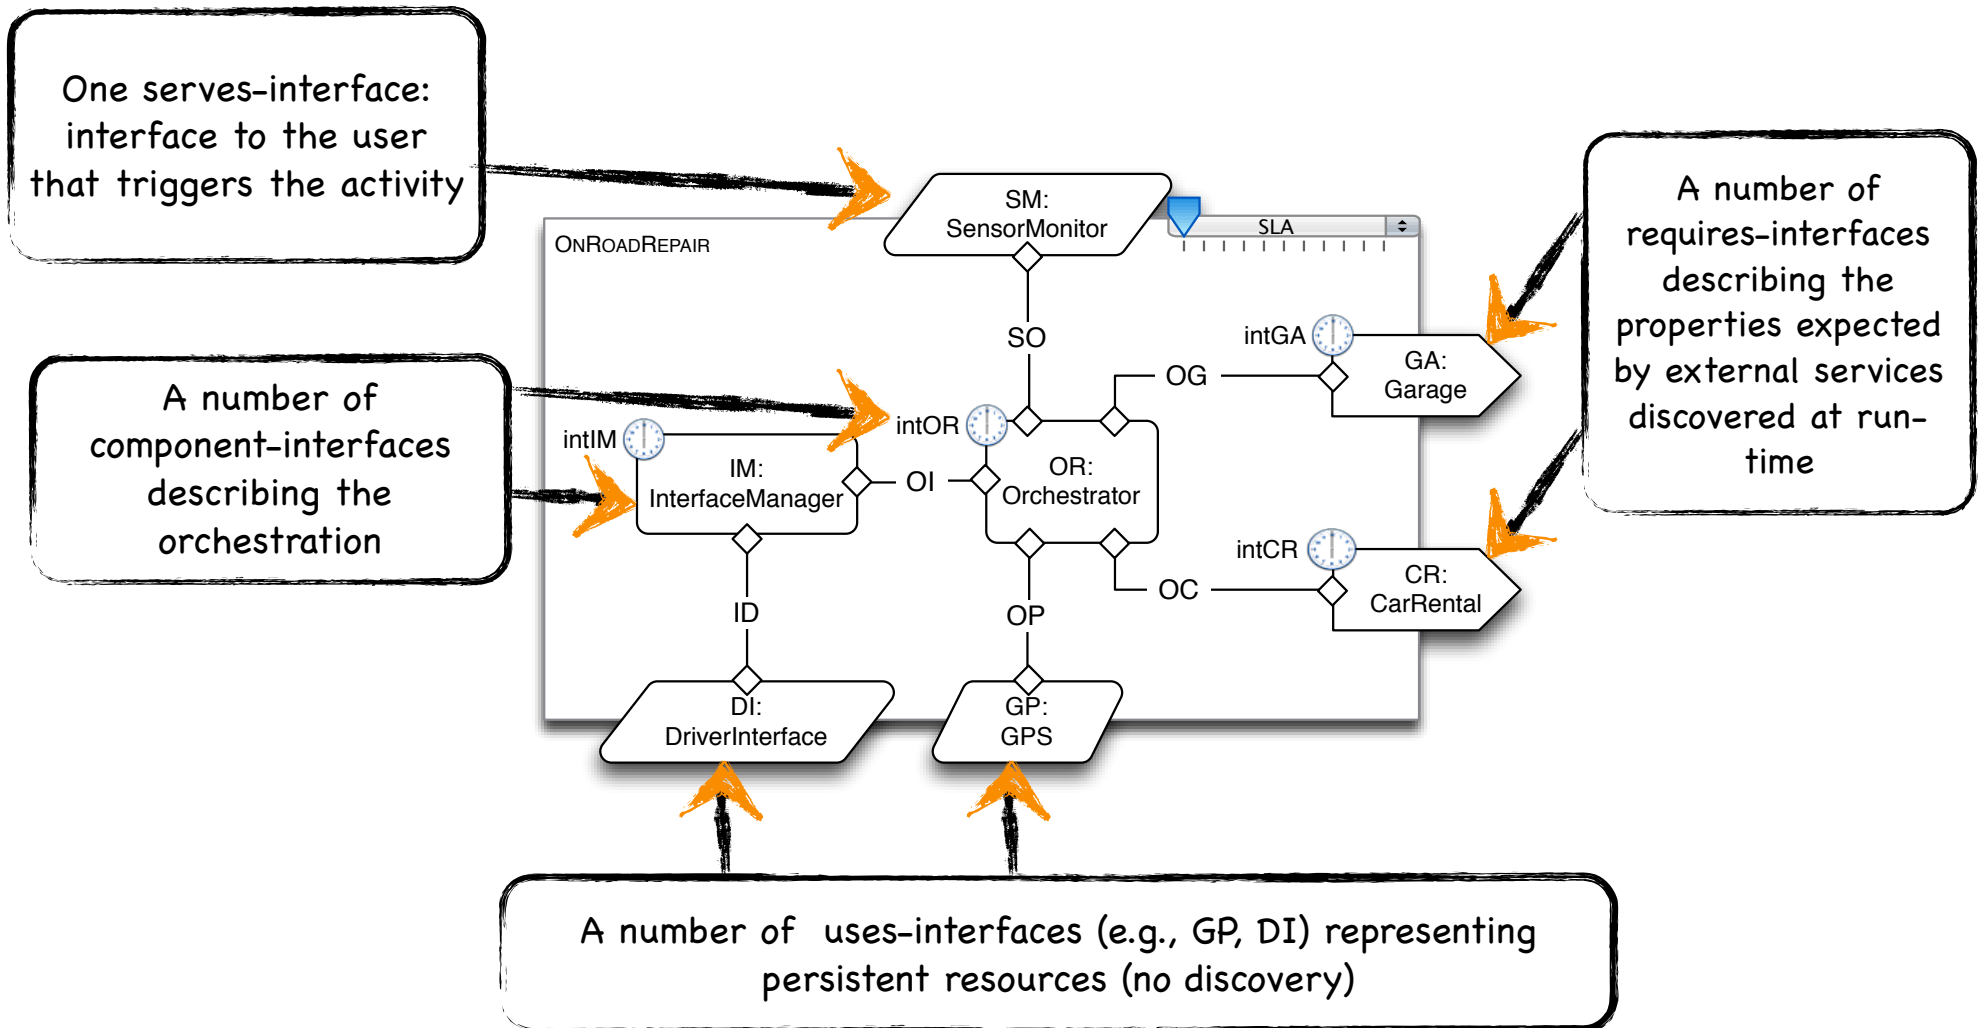 One serves-interface:
interface to the user
that triggers the activity
A number of
component-interfaces
describing the
orchestration
ONROADREPAIR
SM:
SensorMonitor
SLA
SO
intGA
GA:
Garage
OG
intOR
OR:
Orchestrator
intIM
IM:
InterfaceManager
OI
intCR
CR:
CarRental
OC
ID
OP
DI:
DriverInterface
GP:
GPS
A number of
requires-interfaces
describing the
properties expected
by external services
discovered at run-
time
A number of uses-interfaces (e.g., GP, DI) representing
persistent resources (no discovery)